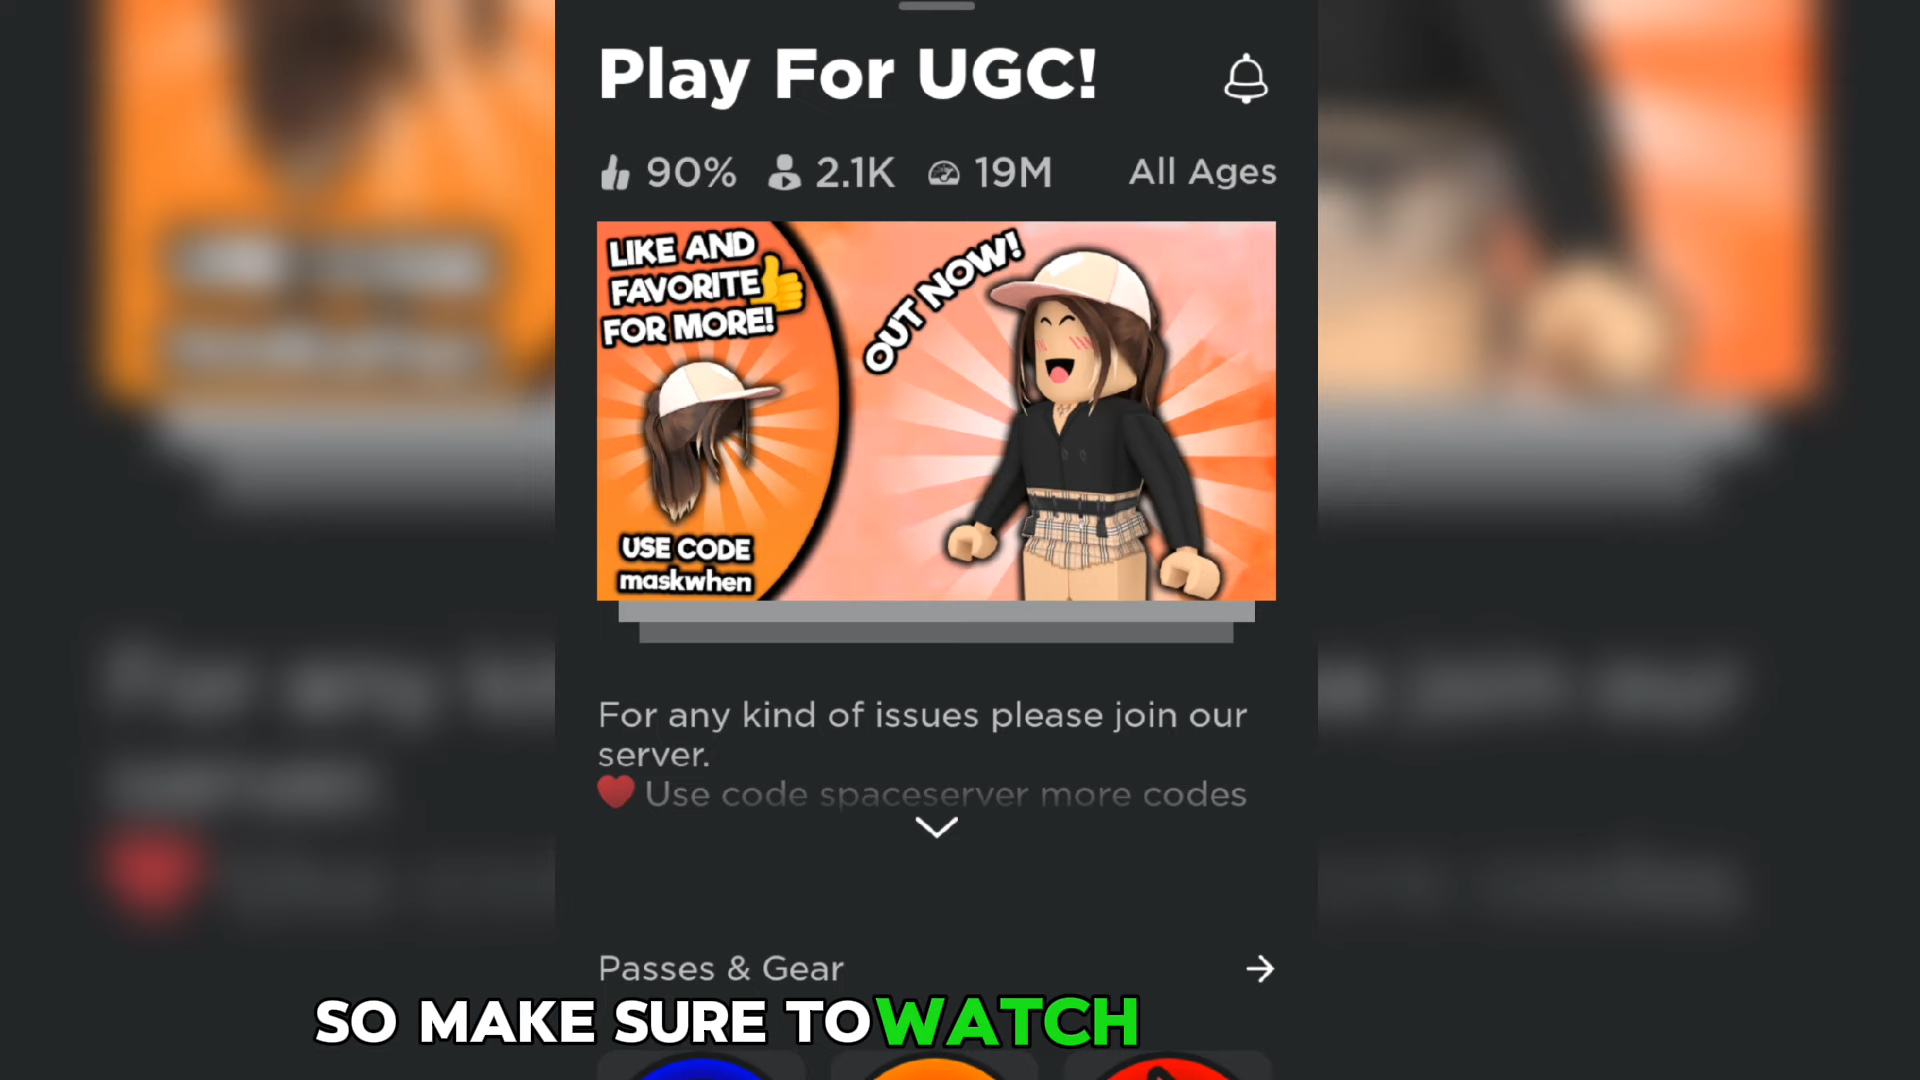 Play For UGC!
90% 2.1K 19M All Ages
LIKE AND
FAVORITE
FOR MORE!
OUT NOW!
USE CODE
maskwhen
For any kind of issues please join our
server.
Use code spaceserver more codes
Passes & Gear
SO MAKE SURE TO WATCH